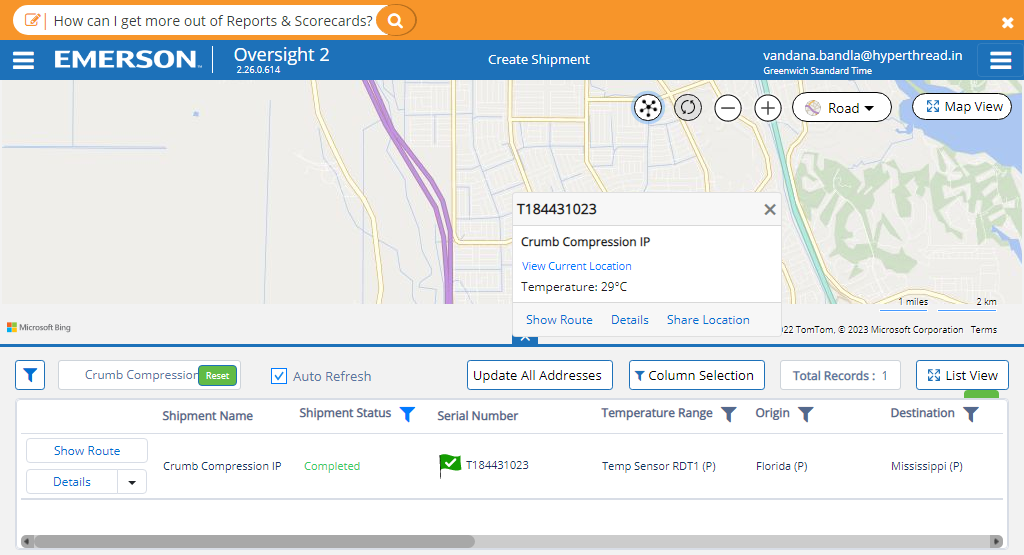 How can I get more out of Reports & Scorecards?
EMERSON
Oversight 2
2.26.0.614
Create Shipment
vandana.bandla@hyperthread.in
Greenwich Standard Time
Road
Map View
T184431023
Crumb Compression IP
View Current Location
Temperature: 29°C
Show Route Details Share Location
1 miles 2 km
Microsoft Bing
22 TomTom, © 2023 Microsoft Corporation Terms
Crumb Compression Reset
Auto Refresh
Update All Addresses
Column Selection
Total Records : 1
List View
Shipment Name Shipment Status Serial Number Temperature Range Origin Destination
Show Route
Details
Crumb Compression IP Completed T184431023 Temp Sensor RDT1 (P) Florida (P) Mississippi (P)